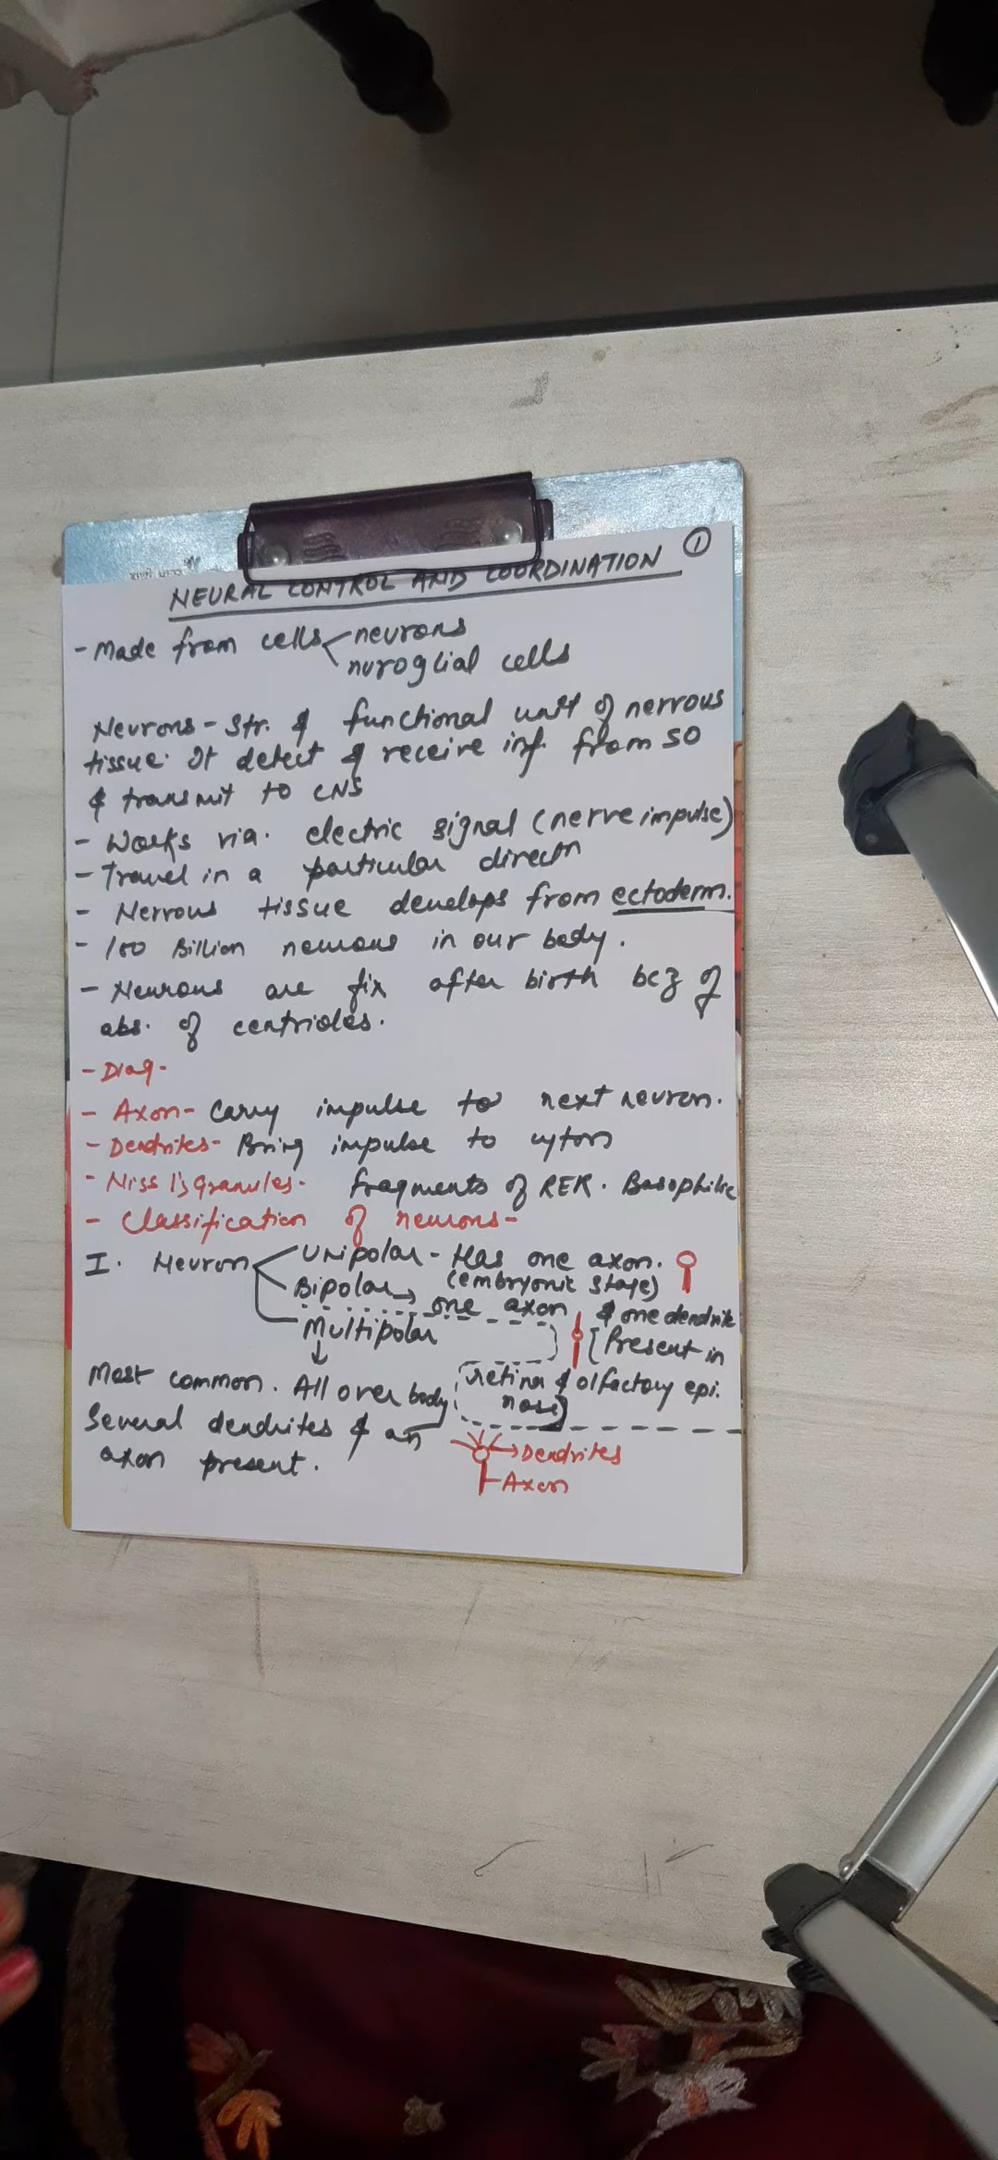 NEURAL CONTROL AND COORDINATION ①
- Made from cells neurons
nuroglial cells
Neurons - Str. & functional unit of nervous
tissue. It detect & receive inf. from SO
& transmit to CNS
- Works via. electric signal (nerve impulse)
- Travel in a particular directn
- Nervous tissue develops from ectoderm.
- 100 Billion neurons in our body.
- Neurons are fix after birth bcz of
abs. of centrioles.
- Diag -
- Axon - Carry impulse to next neuron.
- Dendrites - Bring impulse to cyton
- Nissl's granules - fragments of RER. Basophilic
- Classification of neurons -
I. Neuron Unipolar - Has one axon.
(embryonic stage)
Bipolar → one axon & one dendrite
[Present in
retina & olfactory epi.
nose]
Multipolar
↓
Most common. All over body
Several dendrites & an
axon present.
→ Dendrites
Axon